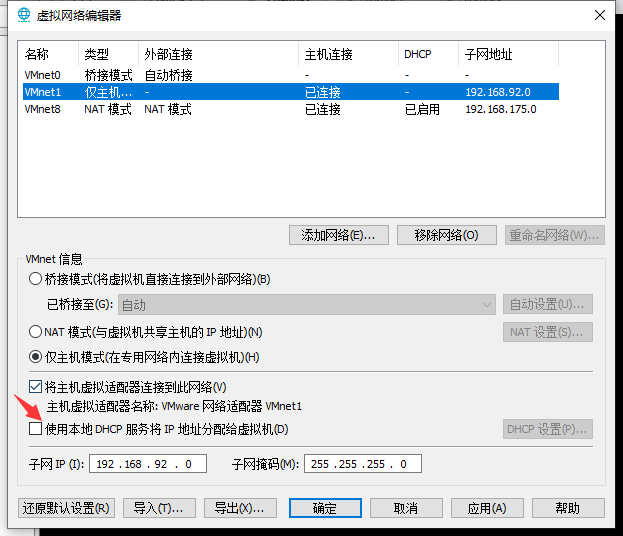 虚拟网络编辑器
名称 类型 外部连接 主机连接 DHCP 子网地址
VMnet0 桥接模式 自动桥接 - - -
VMnet1 仅主机... - 已连接 - 192.168.92.0
VMnet8 NAT 模式 NAT 模式 已连接 已启用 192.168.175.0
添加网络(E)... 移除网络(O) 重命名网络(W)...
VMnet 信息
桥接模式(将虚拟机直接连接到外部网络)(B)
已桥接至(G): 自动 自动设置(U)...
NAT 模式(与虚拟机共享主机的 IP 地址)(N) NAT 设置(S)...
仅主机模式(在专用网络内连接虚拟机)(H)
将主机虚拟适配器连接到此网络(V)
主机虚拟适配器名称: VMware 网络适配器 VMnet1
使用本地 DHCP 服务将 IP 地址分配给虚拟机(D) DHCP 设置(P)...
子网 IP (I): 192 . 168 . 92 . 0 子网掩码(M): 255 . 255 . 255 . 0
还原默认设置(R) 导入(T)... 导出(X)... 确定 取消 应用(A) 帮助